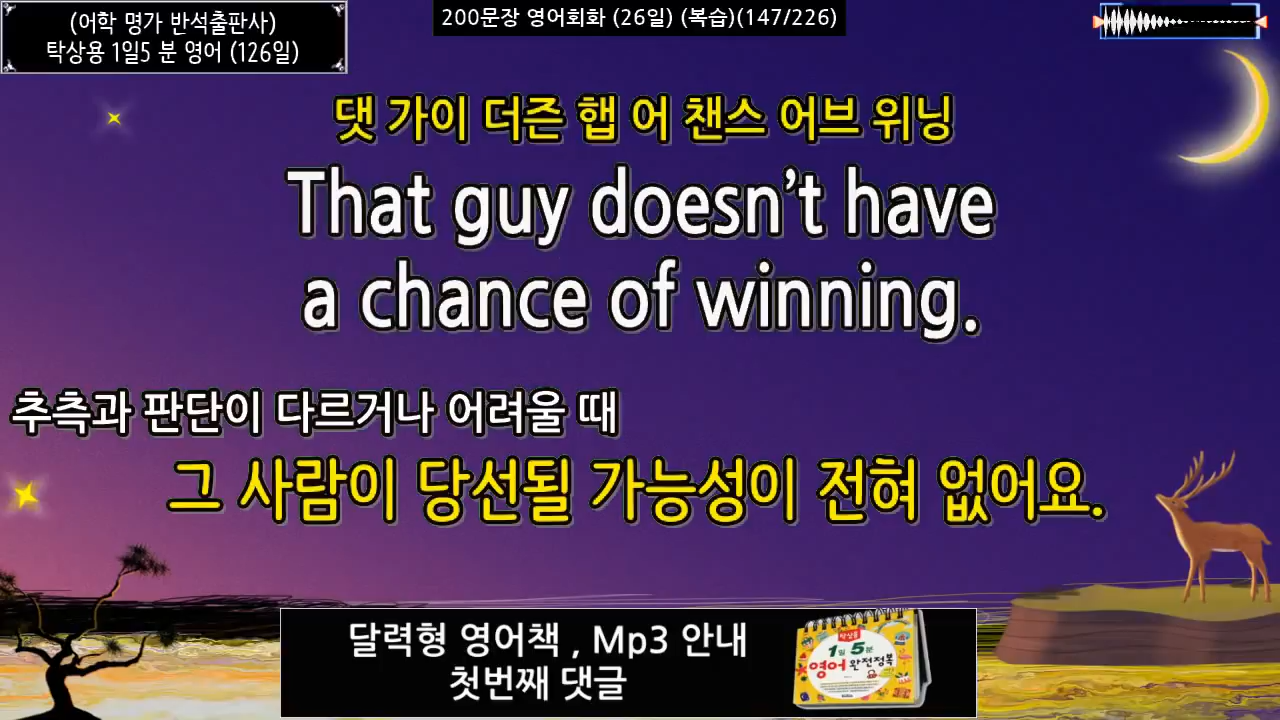 (어학 명가 반석출판사)
탁상용 1일5 분 영어 (126일)
200문장 영어회화 (26일) (복습)(147/226)
댓 가이 더즌 햅 어 챈스 어브 위닝
That guy doesn’t have
a chance of winning.
추측과 판단이 다르거나 어려울 때
그 사람이 당선될 가능성이 전혀 없어요.
달력형 영어책 , Mp3 안내
첫번째 댓글
탁상용
1일 5분
영어 완전정복